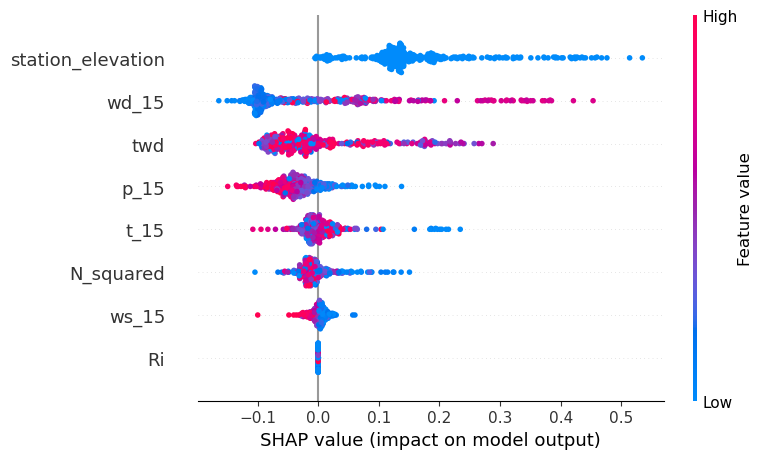 High
station_elevation
wd_15
twd
p_15
t_15
N_squared
ws_15
Ri
Feature value
Low
−0.1 0.0 0.1 0.2 0.3 0.4 0.5
SHAP value (impact on model output)